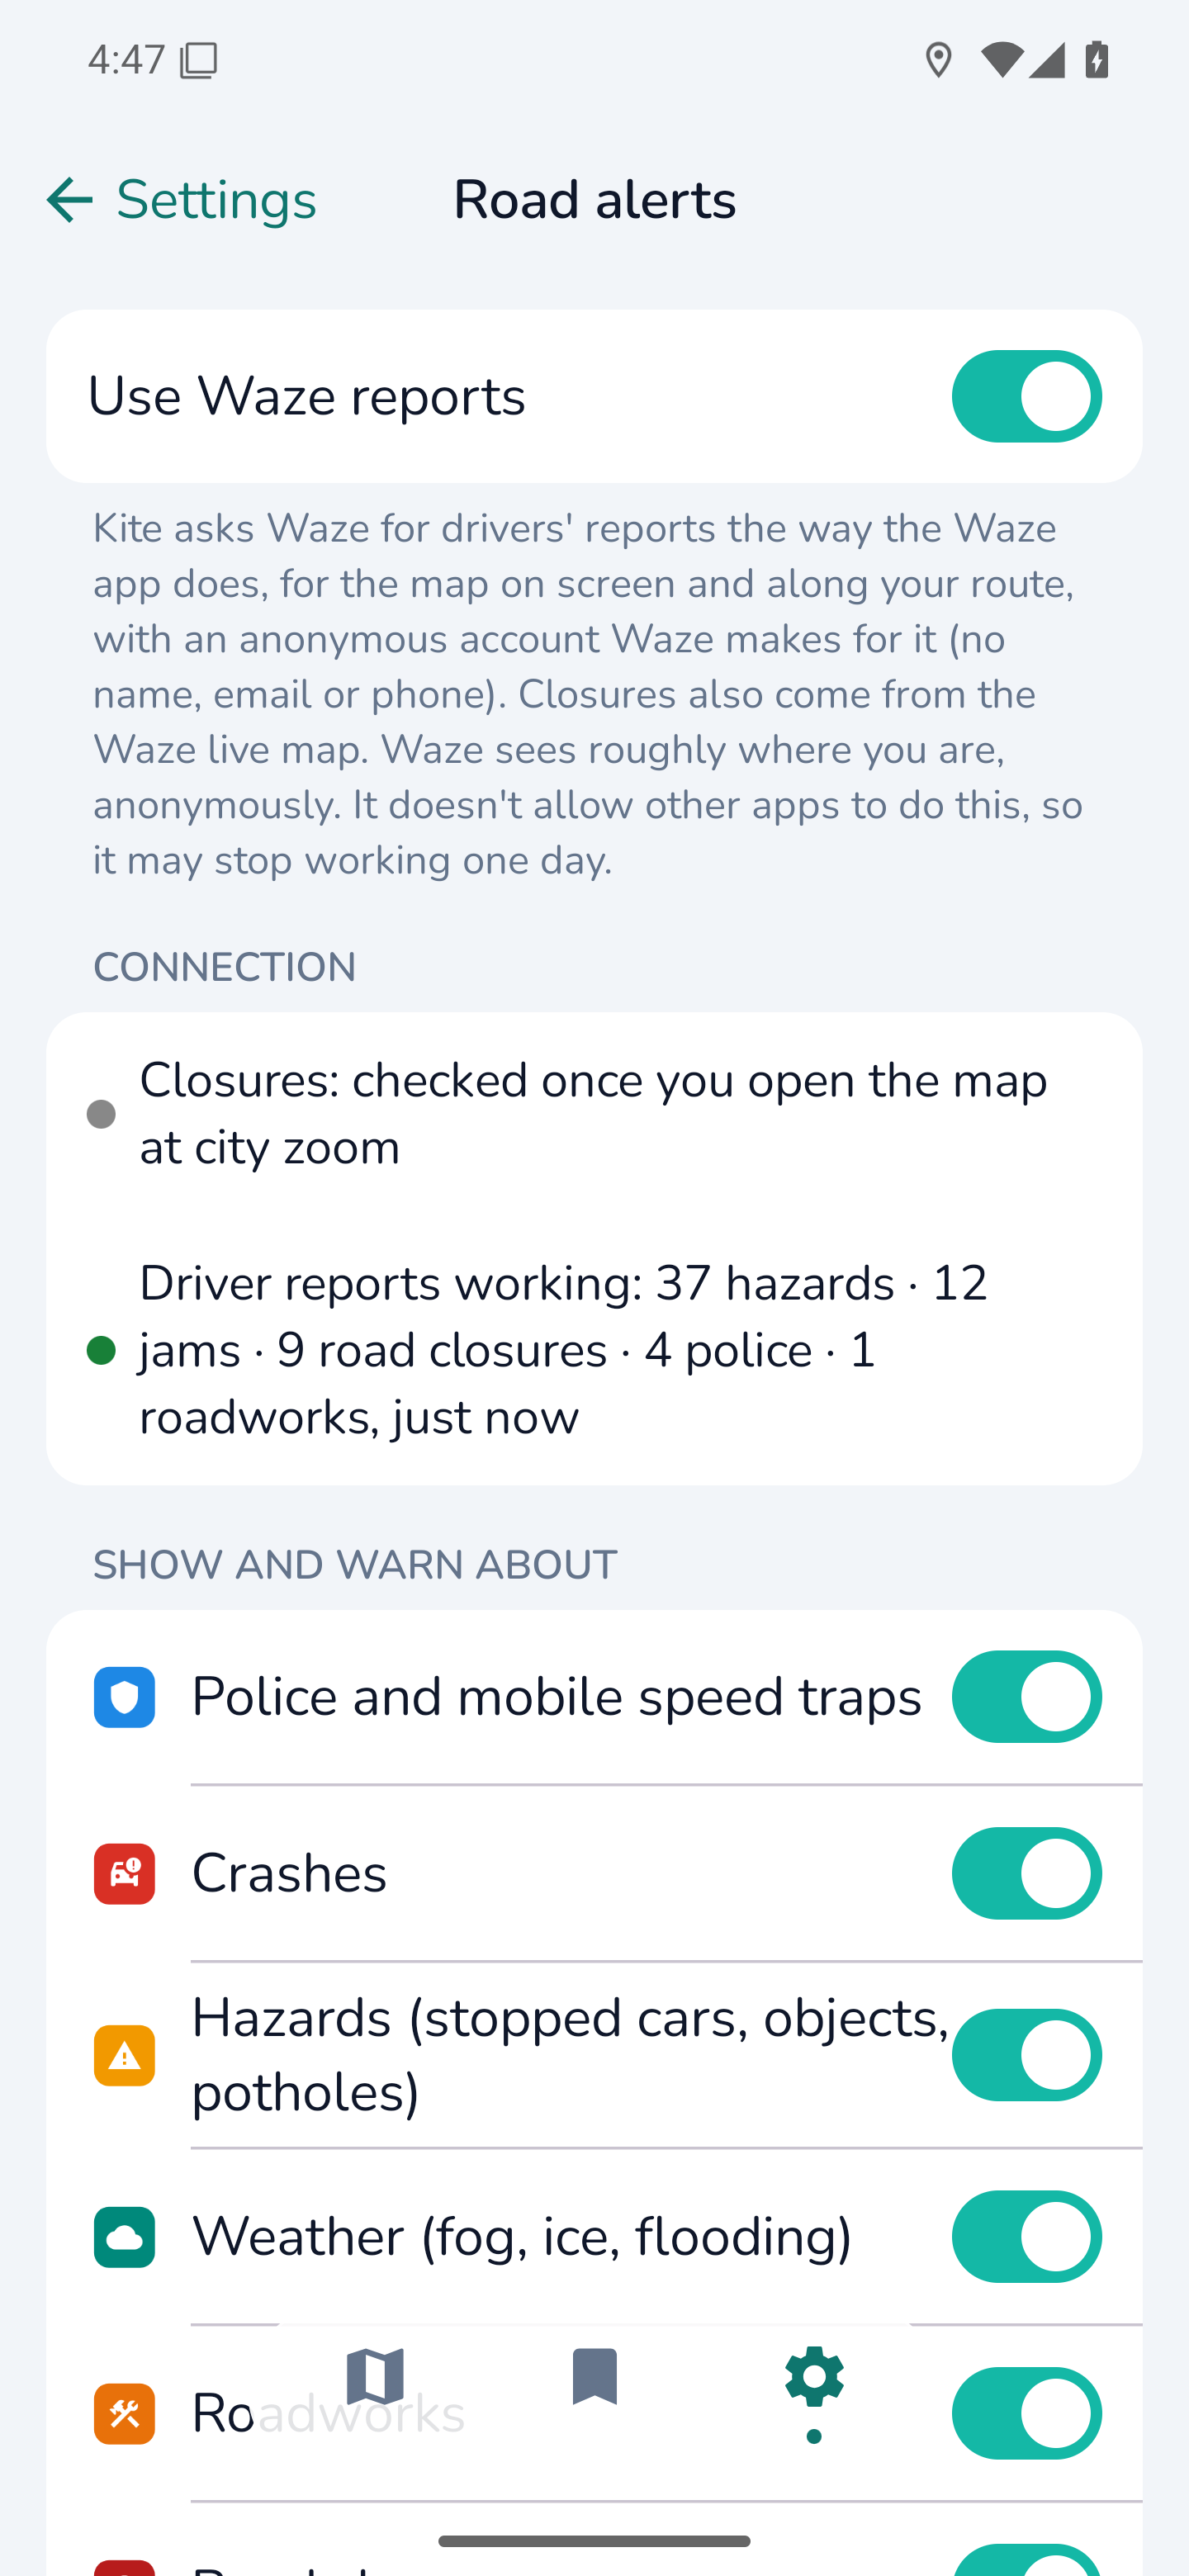 4:47
Settings
Road alerts
Use Waze reports
Kite asks Waze for drivers' reports the way the Waze
app does, for the map on screen and along your route,
with an anonymous account Waze makes for it (no
name, email or phone). Closures also come from the
Waze live map. Waze sees roughly where you are,
anonymously. It doesn't allow other apps to do this, so
it may stop working one day.
CONNECTION
Closures: checked once you open the map
at city zoom
Driver reports working: 37 hazards · 12
jams · 9 road closures · 4 police · 1
roadworks, just now
SHOW AND WARN ABOUT
Police and mobile speed traps
Crashes
Hazards (stopped cars, objects,
potholes)
Weather (fog, ice, flooding)
Roadworks